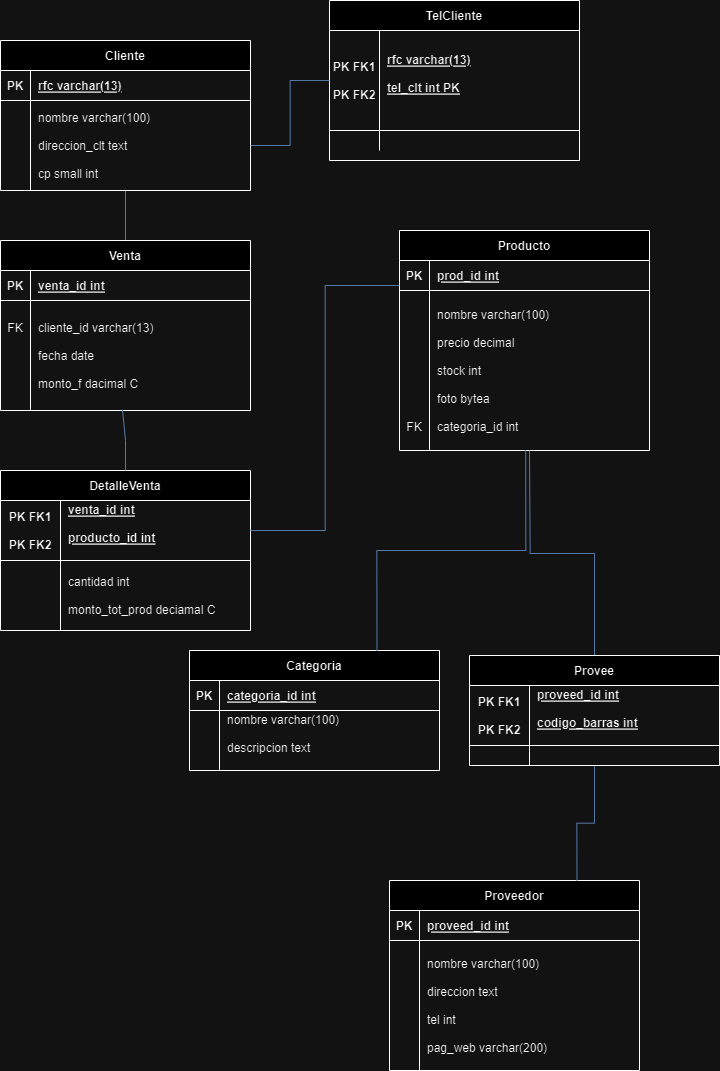 TelCliente
PK FK1 rfc varchar(13)
PK FK2 tel_clt int PK
Cliente
PK rfc varchar(13)
nombre varchar(100)
direccion_clt text
cp small int
Venta
PK venta_id int
FK cliente_id varchar(13)
fecha date
monto_f dacimal C
Producto
PK prod_id int
nombre varchar(100)
precio decimal
stock int
foto bytea
FK categoria_id int
DetalleVenta
PK FK1 venta_id int
PK FK2 producto_id int
cantidad int
monto_tot_prod deciamal C
Categoria
PK categoria_id int
nombre varchar(100)
descripcion text
Provee
PK FK1 proveed_id int
PK FK2 codigo_barras int
Proveedor
PK proveed_id int
nombre varchar(100)
direccion text
tel int
pag_web varchar(200)